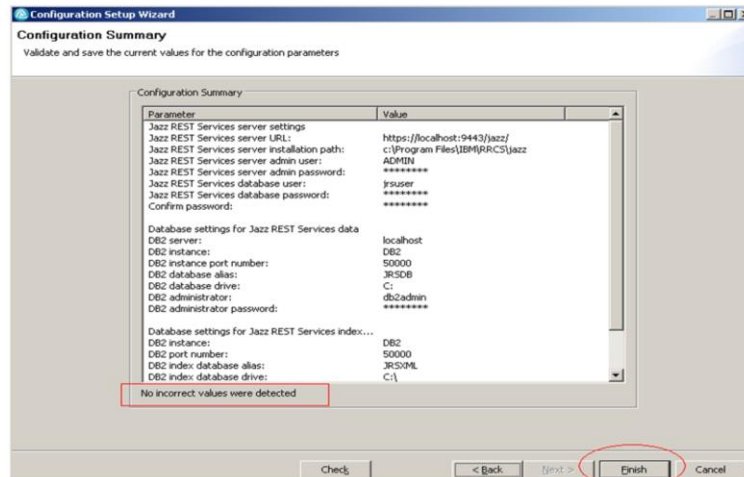 Configuration Setup Wizard
Configuration Summary
Validate and save the current values for the configuration parameters
Configuration Summary
Parameter Value
Jazz REST Services server settings
Jazz REST Services server URL: https://localhost:9443/jazz/
Jazz REST Services server installation path: c:\Program Files\IBM\RRCS\jazz
Jazz REST Services server admin user: ADMIN
Jazz REST Services server admin password: ********
Jazz REST Services database user: jrsuser
Jazz REST Services database password: ********
Confirm password: ********
Database settings for Jazz REST Services data
DB2 server: localhost
DB2 instance: DB2
DB2 instance port number: 50000
DB2 database alias: JRSDB
DB2 database drive: C:
DB2 administrator: db2admin
DB2 administrator password: ********
Database settings for Jazz REST Services index...
DB2 instance: DB2
DB2 port number: 50000
DB2 index database alias: JRSXML
DB2 index database drive: C:\
No incorrect values were detected
Check < Back Next > Finish Cancel